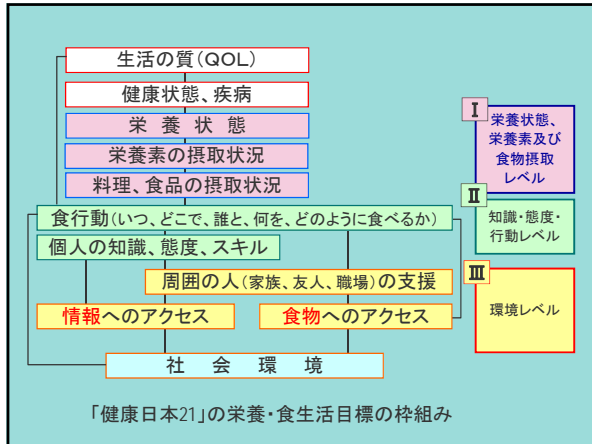 生活の質(QOL)
健康状態、疾病
栄養状態
栄養素の摂取状況
料理、食品の摂取状況
食行動(いつ、どこで、誰と、何を、どのように食べるか)
個人の知識、態度、スキル
周囲の人(家族、友人、職場)の支援
情報へのアクセス
食物へのアクセス
社会環境
Ⅰ
栄養状態、
栄養素及び
食物摂取
レベル
Ⅱ
知識・態度・
行動レベル
Ⅲ
環境レベル
「健康日本21」の栄養・食生活目標の枠組み